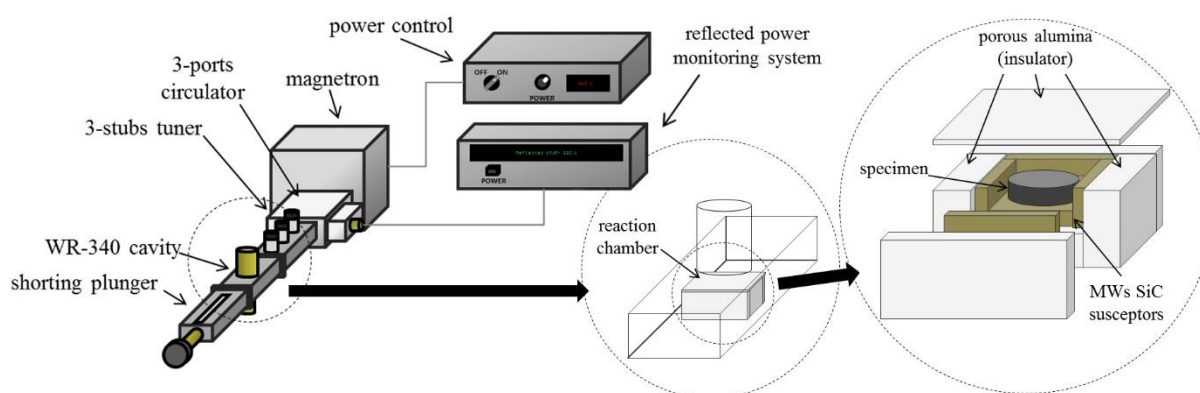 power control
reflected power
monitoring system
porous alumina
(insulator)
3-ports
circulator
magnetron
3-stubs tuner
OFF ON
POWER
POWER
specimen
WR-340 cavity
shorting plunger
reaction
chamber
MWs SiC
susceptors